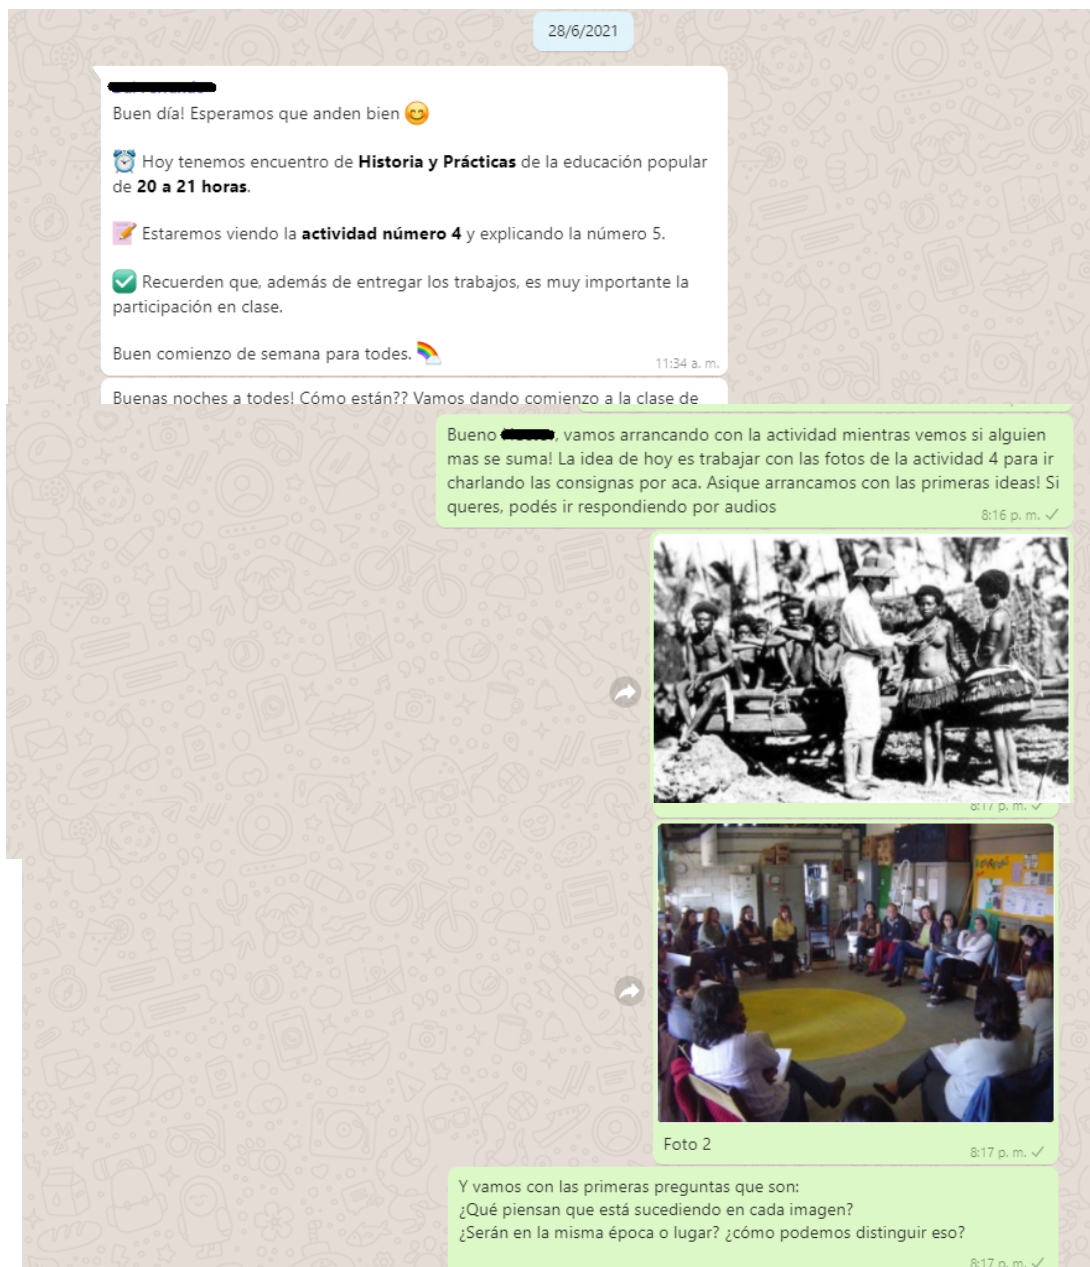 28/6/2021
Buen día! Esperamos que anden bien 😊
⏰ Hoy tenemos encuentro de Historia y Prácticas de la educación popular
de 20 a 21 horas.
📝 Estaremos viendo la actividad número 4 y explicando la número 5.
✅ Recuerden que, además de entregar los trabajos, es muy importante la
participación en clase.
Buen comienzo de semana para todes. 🌈
11:34 a. m.
Buenas noches a todes! Cómo están?? Vamos dando comienzo a la clase de
Bueno , vamos arrancando con la actividad mientras vemos si alguien
mas se suma! La idea de hoy es trabajar con las fotos de la actividad 4 para ir
charlando las consignas por aca. Asique arrancamos con las primeras ideas! Si
queres, podés ir respondiendo por audios
8:16 p. m.
8:17 p. m.
Foto 2
8:17 p. m.
Y vamos con las primeras preguntas que son:
¿Qué piensan que está sucediendo en cada imagen?
¿Serán en la misma época o lugar? ¿cómo podemos distinguir eso?
8:17 p. m.